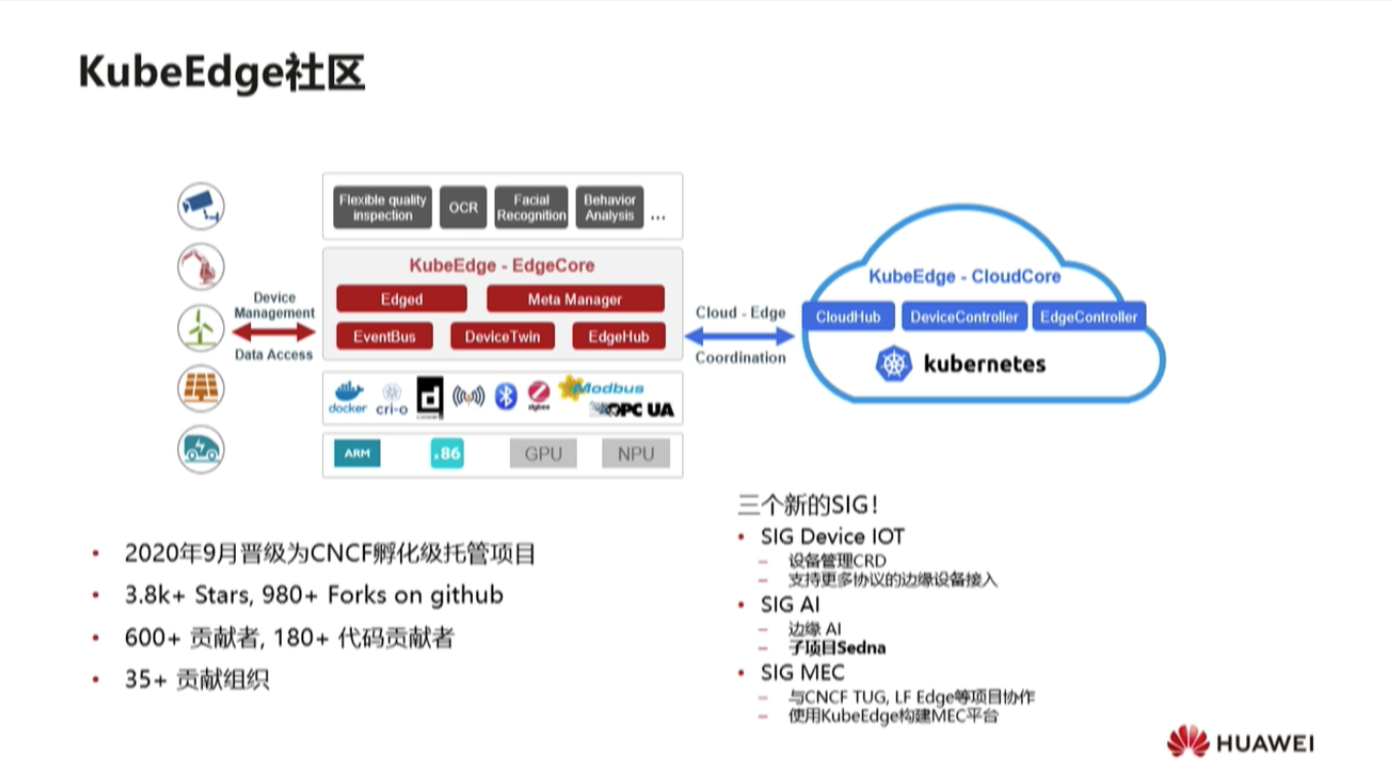 KubeEdge社区
Flexible quality
inspection
OCR
Facial
Recognition
Behavior
Analysis
...
KubeEdge - EdgeCore
Edged
Meta Manager
EventBus
DeviceTwin
EdgeHub
Device
Management
Data Access
Cloud - Edge
Coordination
KubeEdge - CloudCore
CloudHub
DeviceController
EdgeController
kubernetes
docker
cri-o
d
zigbee
Modbus
OPC UA
ARM
.86
GPU
NPU
2020年9月晋级为CNCF孵化级托管项目
3.8k+ Stars, 980+ Forks on github
600+ 贡献者, 180+ 代码贡献者
35+ 贡献组织
三个新的SIG!
SIG Device IOT
设备管理CRD
支持更多协议的边缘设备接入
SIG AI
边缘 AI
子项目Sedna
SIG MEC
与CNCF TUG, LF Edge等项目协作
使用KubeEdge构建MEC平台
HUAWEI